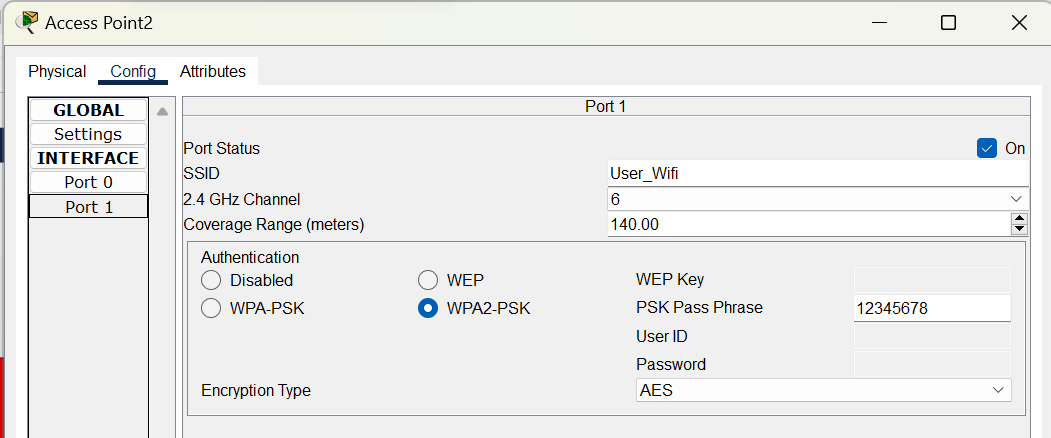 Access Point2
Physical Config Attributes
GLOBAL
Settings
INTERFACE
Port 0
Port 1
Port 1
Port Status On
SSID User_Wifi
2.4 GHz Channel 6
Coverage Range (meters) 140.00
Authentication
Disabled WEP WEP Key
WPA-PSK WPA2-PSK PSK Pass Phrase 12345678
User ID
Password
Encryption Type AES